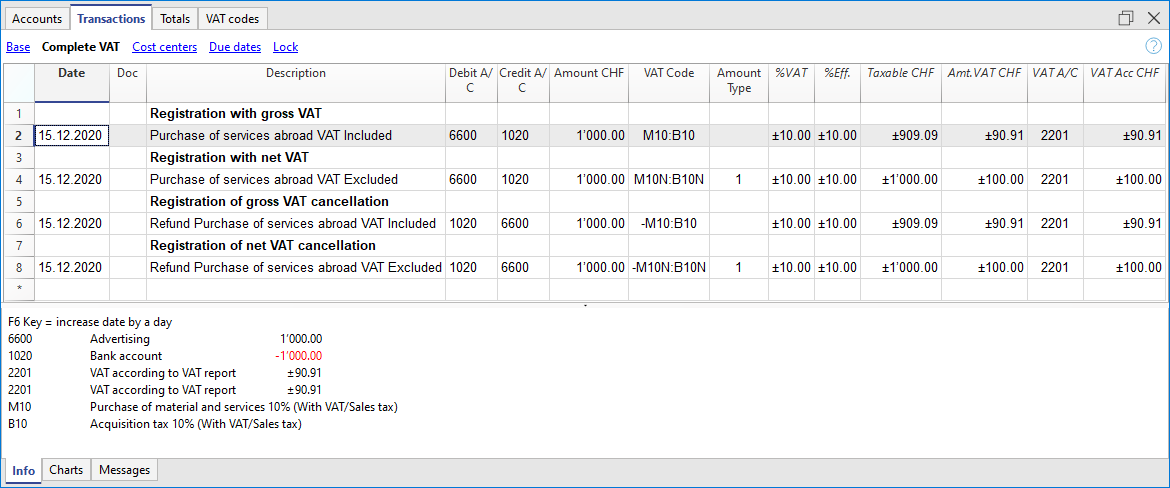 Accounts Transactions Totals VAT codes
Base Complete VAT Cost centers Due dates Lock ?
Date Doc Description Debit A/C Credit A/C Amount CHF VAT Code Amount Type %VAT %Eff. Taxable CHF Amt.VAT CHF VAT A/C VAT Acc CHF
1 Registration with gross VAT
2 15.12.2020 Purchase of services abroad VAT Included 6600 1020 1'000.00 M10:B10 ±10.00 ±10.00 ±909.09 ±90.91 2201 ±90.91
3 Registration with net VAT
4 15.12.2020 Purchase of services abroad VAT Excluded 6600 1020 1'000.00 M10N:B10N 1 ±10.00 ±10.00 ±1'000.00 ±100.00 2201 ±100.00
5 Registration of gross VAT cancellation
6 15.12.2020 Refund Purchase of services abroad VAT Included 1020 6600 1'000.00 -M10:B10 ±10.00 ±10.00 ±909.09 ±90.91 2201 ±90.91
7 Registration of net VAT cancellation
8 15.12.2020 Refund Purchase of services abroad VAT Excluded 1020 6600 1'000.00 -M10N:B10N 1 ±10.00 ±10.00 ±1'000.00 ±100.00 2201 ±100.00
*
F6 Key = increase date by a day
6600 Advertising 1'000.00
1020 Bank account -1'000.00
2201 VAT according to VAT report ±90.91
2201 VAT according to VAT report ±90.91
M10 Purchase of material and services 10% (With VAT/Sales tax)
B10 Acquisition tax 10% (With VAT/Sales tax)
Info Charts Messages